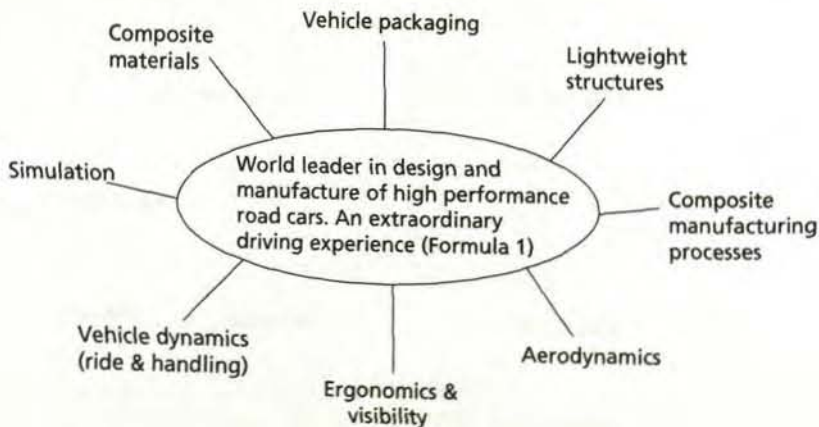 Vehicle packaging
Composite
materials
Lightweight
structures
Simulation
World leader in design and
manufacture of high performance
road cars. An extraordinary
driving experience (Formula 1)
Composite
manufacturing
processes
Vehicle dynamics
(ride & handling)
Ergonomics &
visibility
Aerodynamics